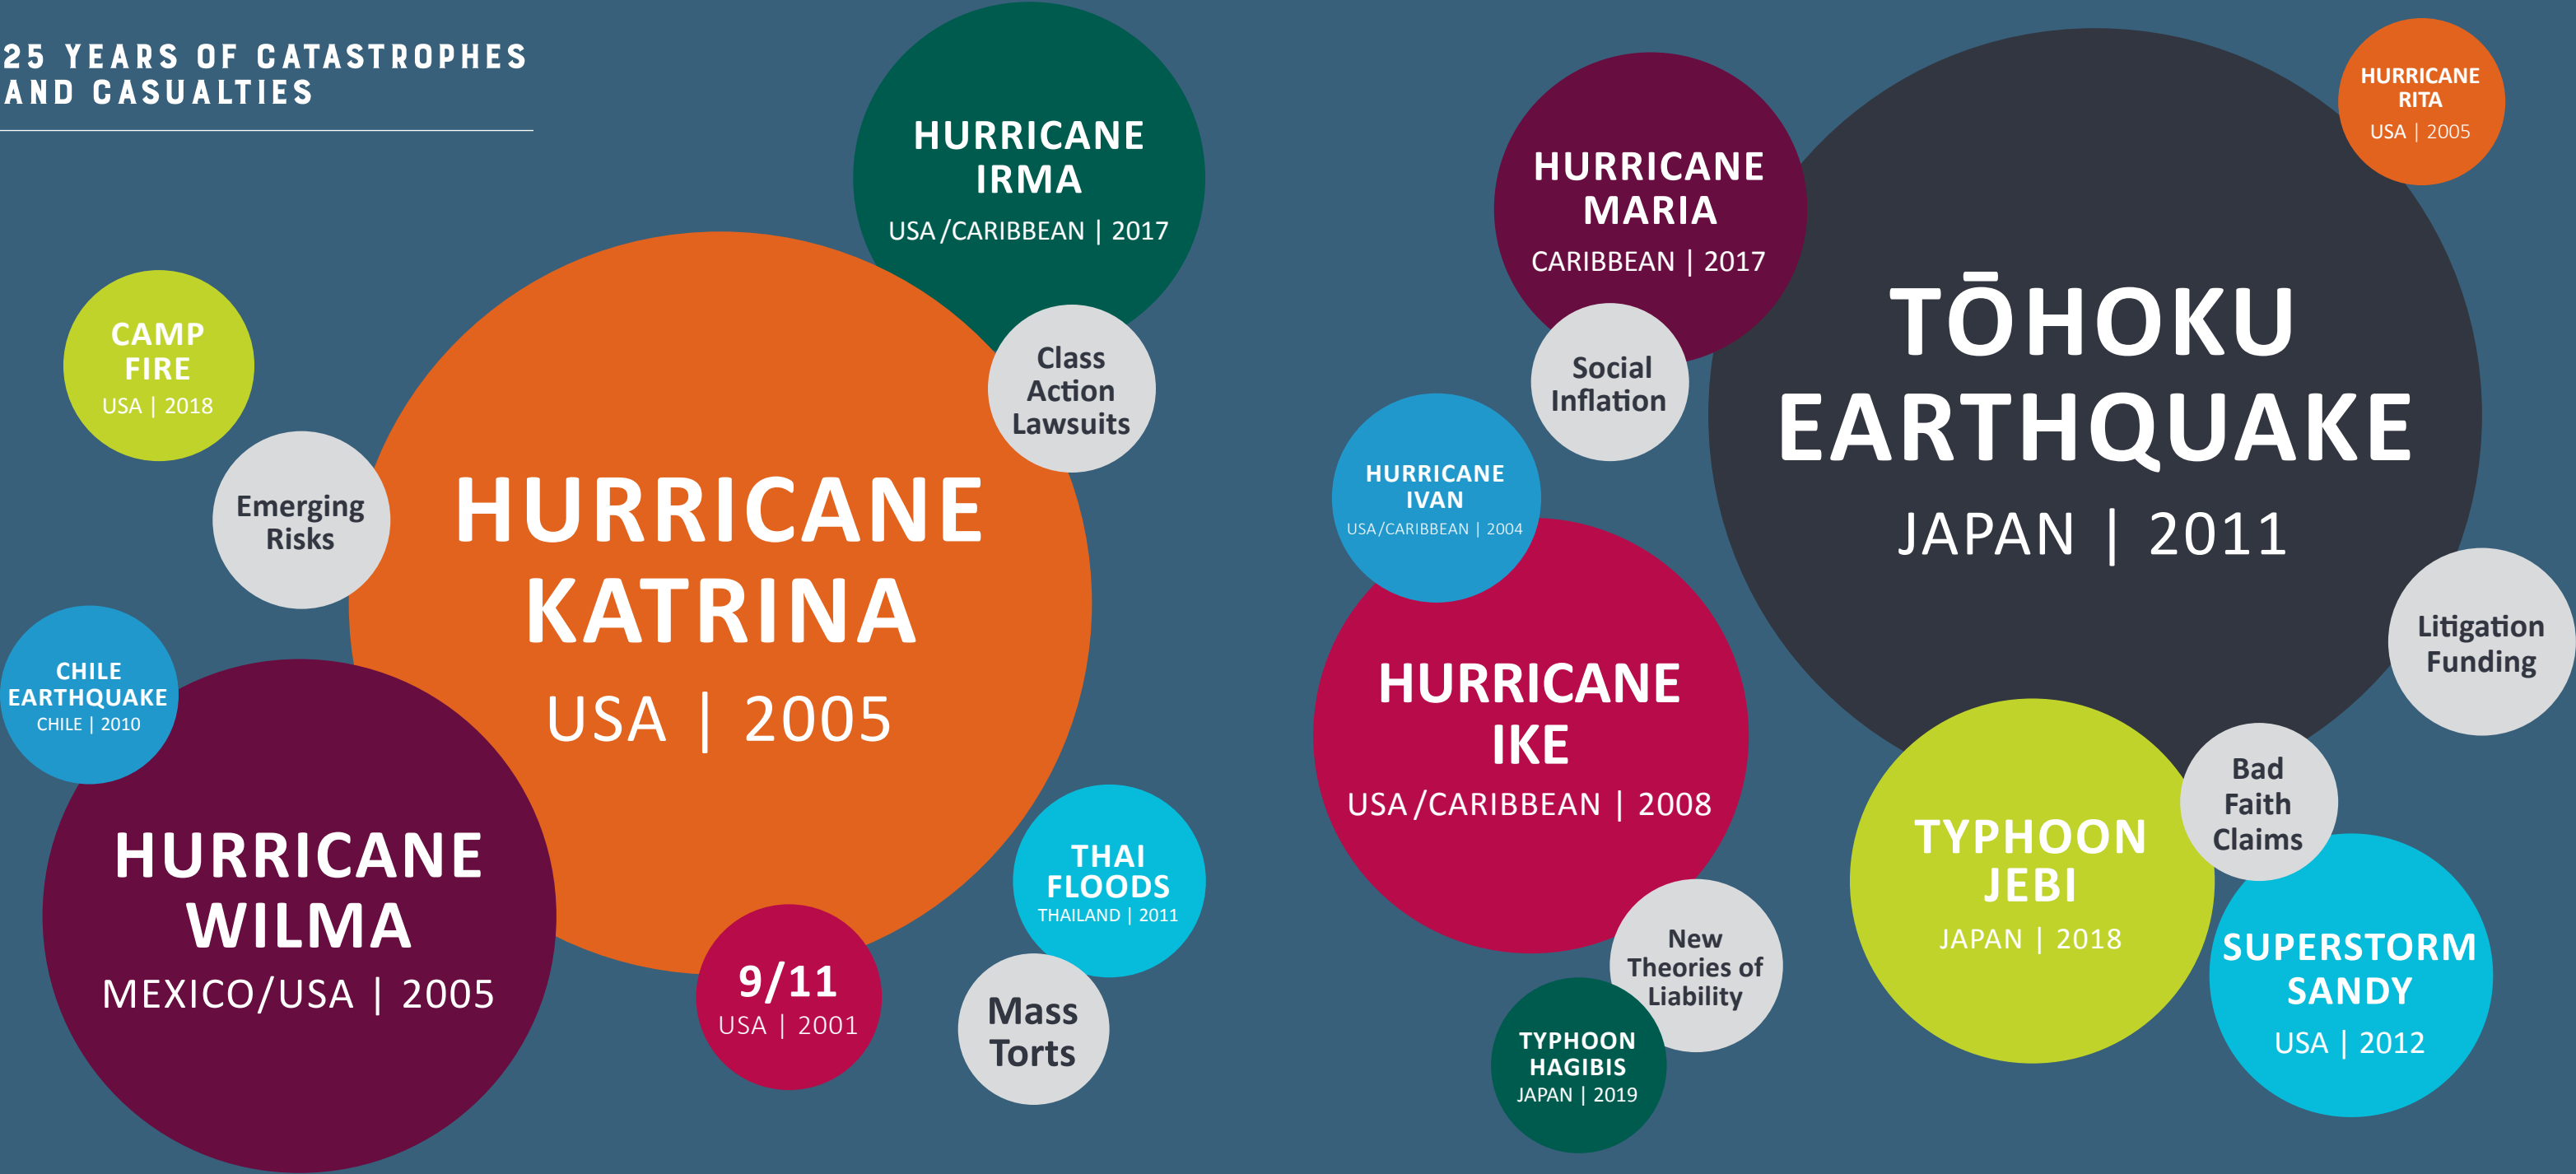 25 YEARS OF CATASTROPHES
AND CASUALTIES
HURRICANE
IRMA
USA/CARIBBEAN | 2017
CAMP
FIRE
USA | 2018
Class
Action
Lawsuits
Emerging
Risks
HURRICANE
KATRINA
USA | 2005
CHILE
EARTHQUAKE
CHILE | 2010
HURRICANE
WILMA
MEXICO/USA | 2005
THAI
FLOODS
THAILAND | 2011
9/11
USA | 2001
Mass
Torts
HURRICANE
MARIA
CARIBBEAN | 2017
HURRICANE
RITA
USA | 2005
TŌHOKU
EARTHQUAKE
JAPAN | 2011
Social
Inflation
HURRICANE
IVAN
USA/CARIBBEAN | 2004
HURRICANE
IKE
USA/CARIBBEAN | 2008
Litigation
Funding
Bad
Faith
Claims
TYPHOON
JEBI
JAPAN | 2018
New
Theories of
Liability
SUPERSTORM
SANDY
USA | 2012
TYPHOON
HAGIBIS
JAPAN | 2019